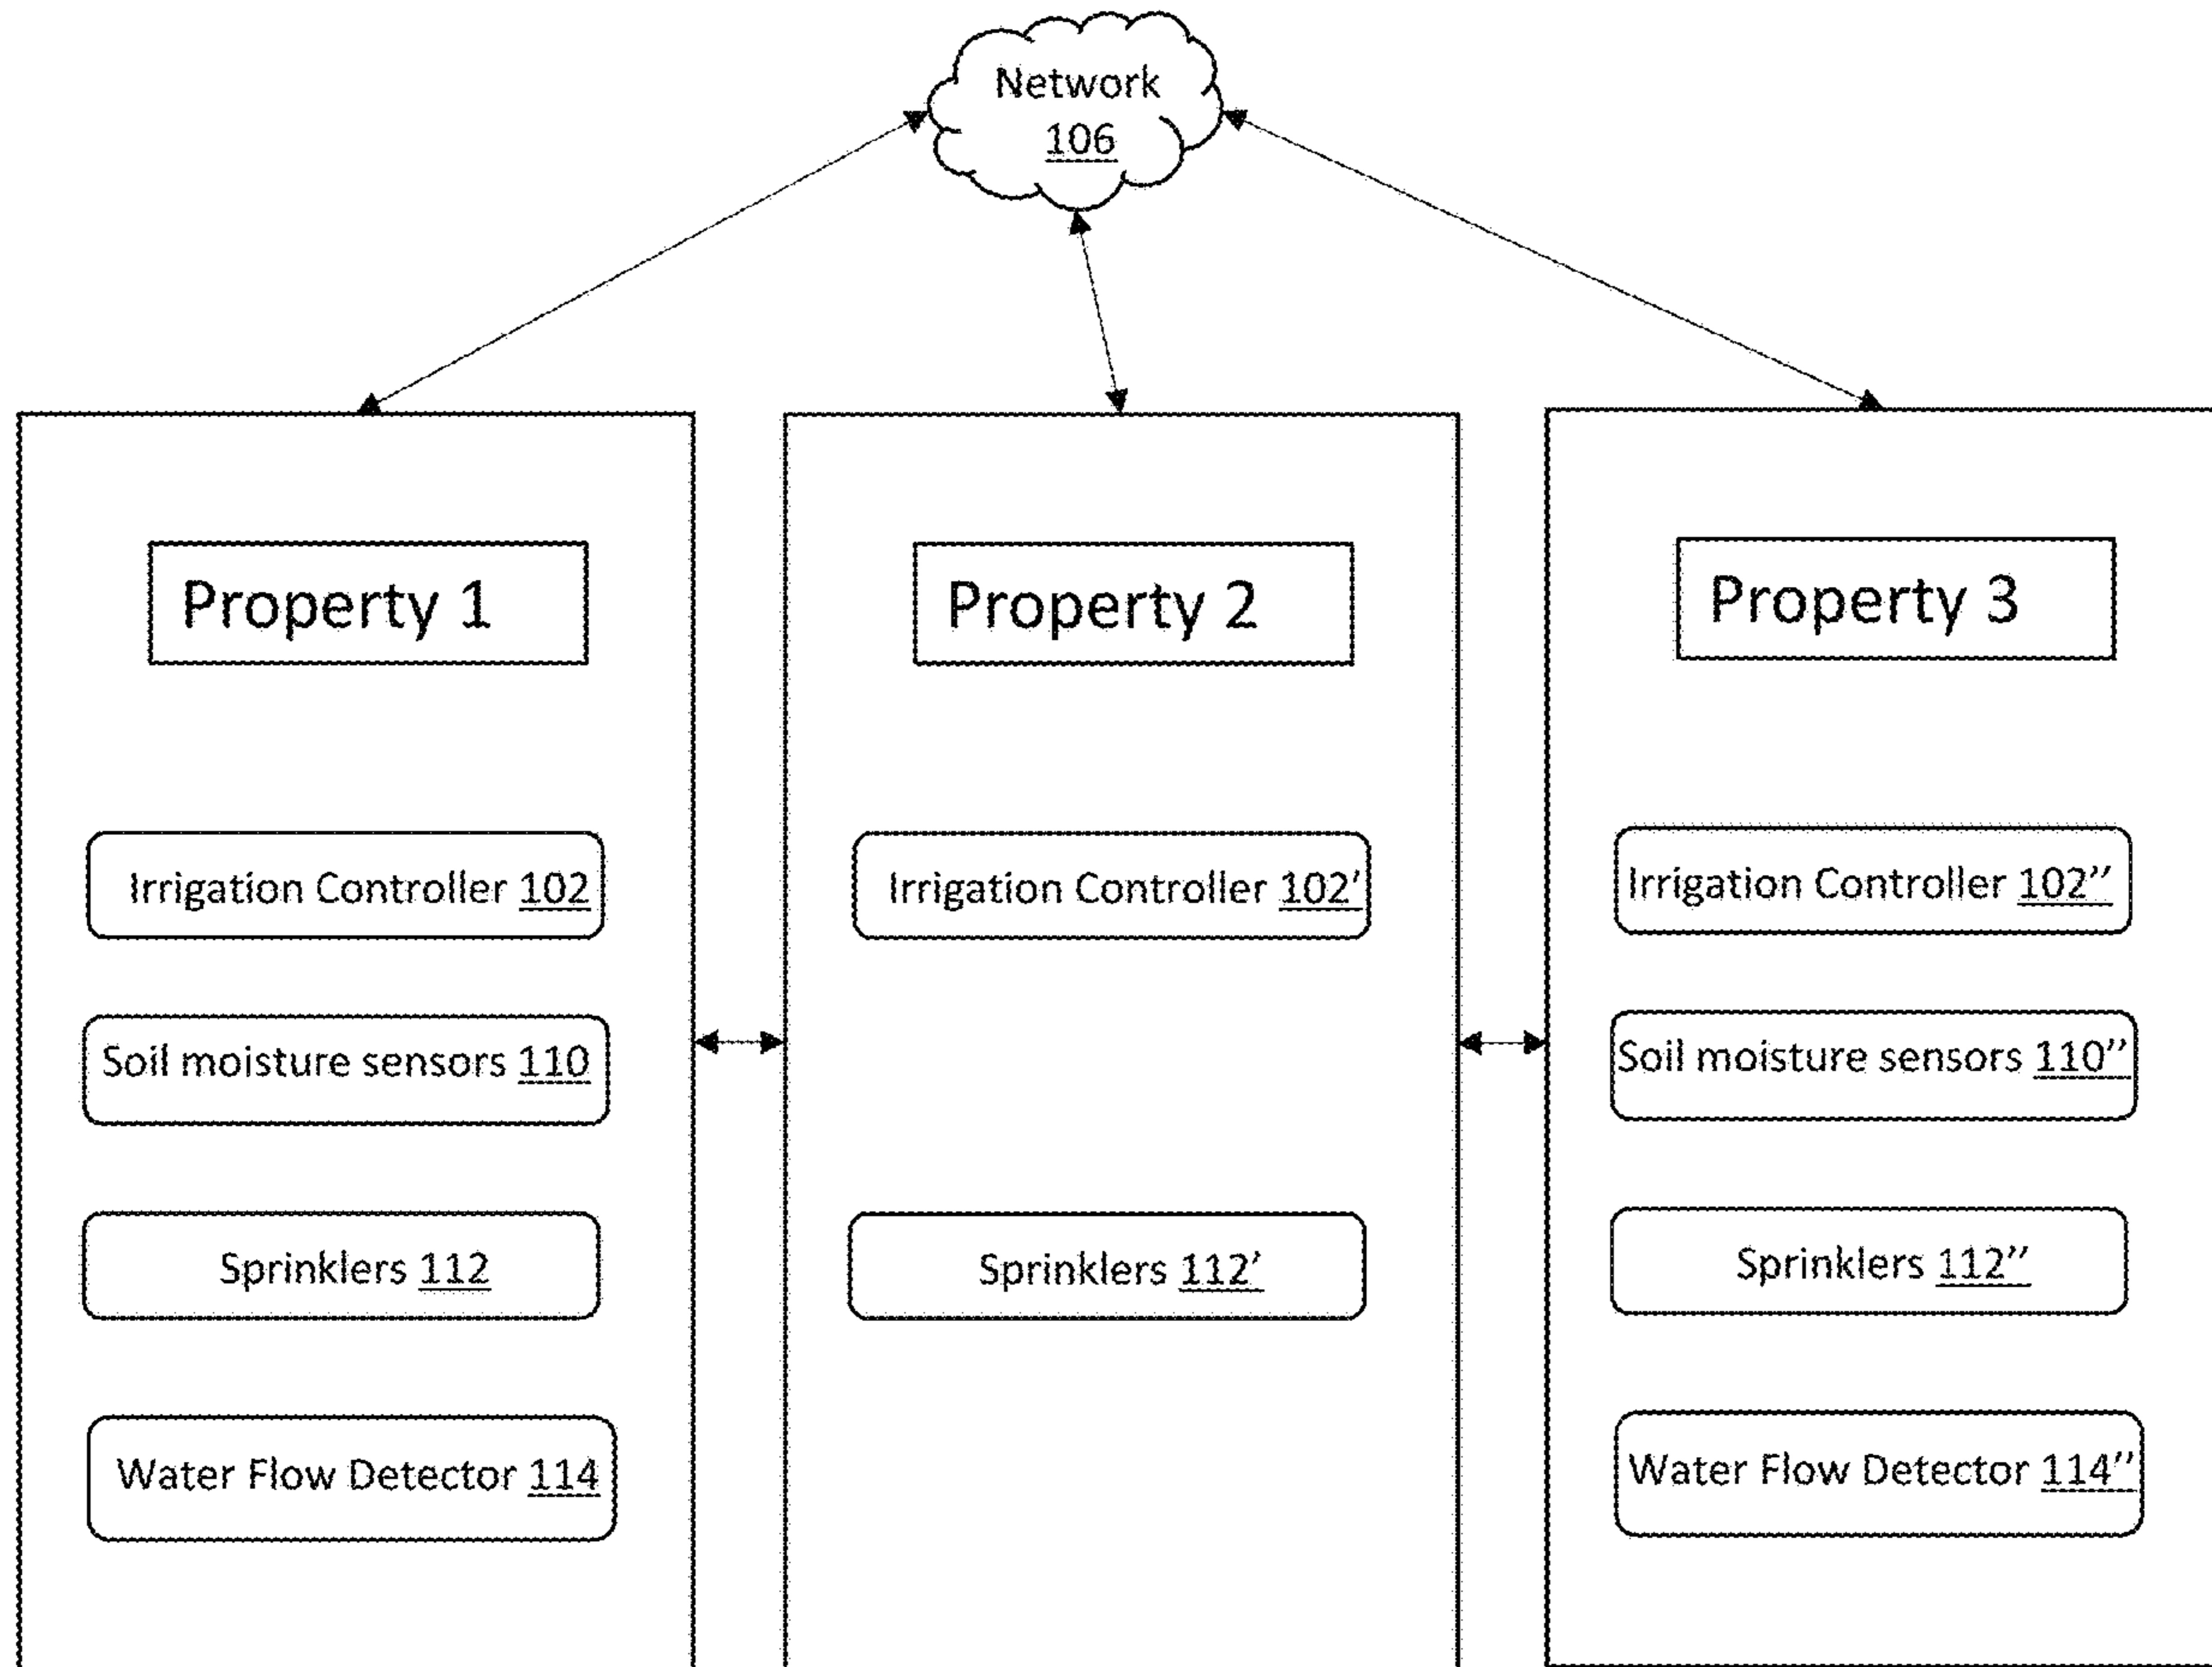 Network
106
Property 1
Property 2
Property 3
Irrigation Controller 102
Irrigation Controller 102'
Irrigation Controller 102''
Soil moisture sensors 110
Soil moisture sensors 110''
Sprinklers 112
Sprinklers 112'
Sprinklers 112''
Water Flow Detector 114
Water Flow Detector 114''